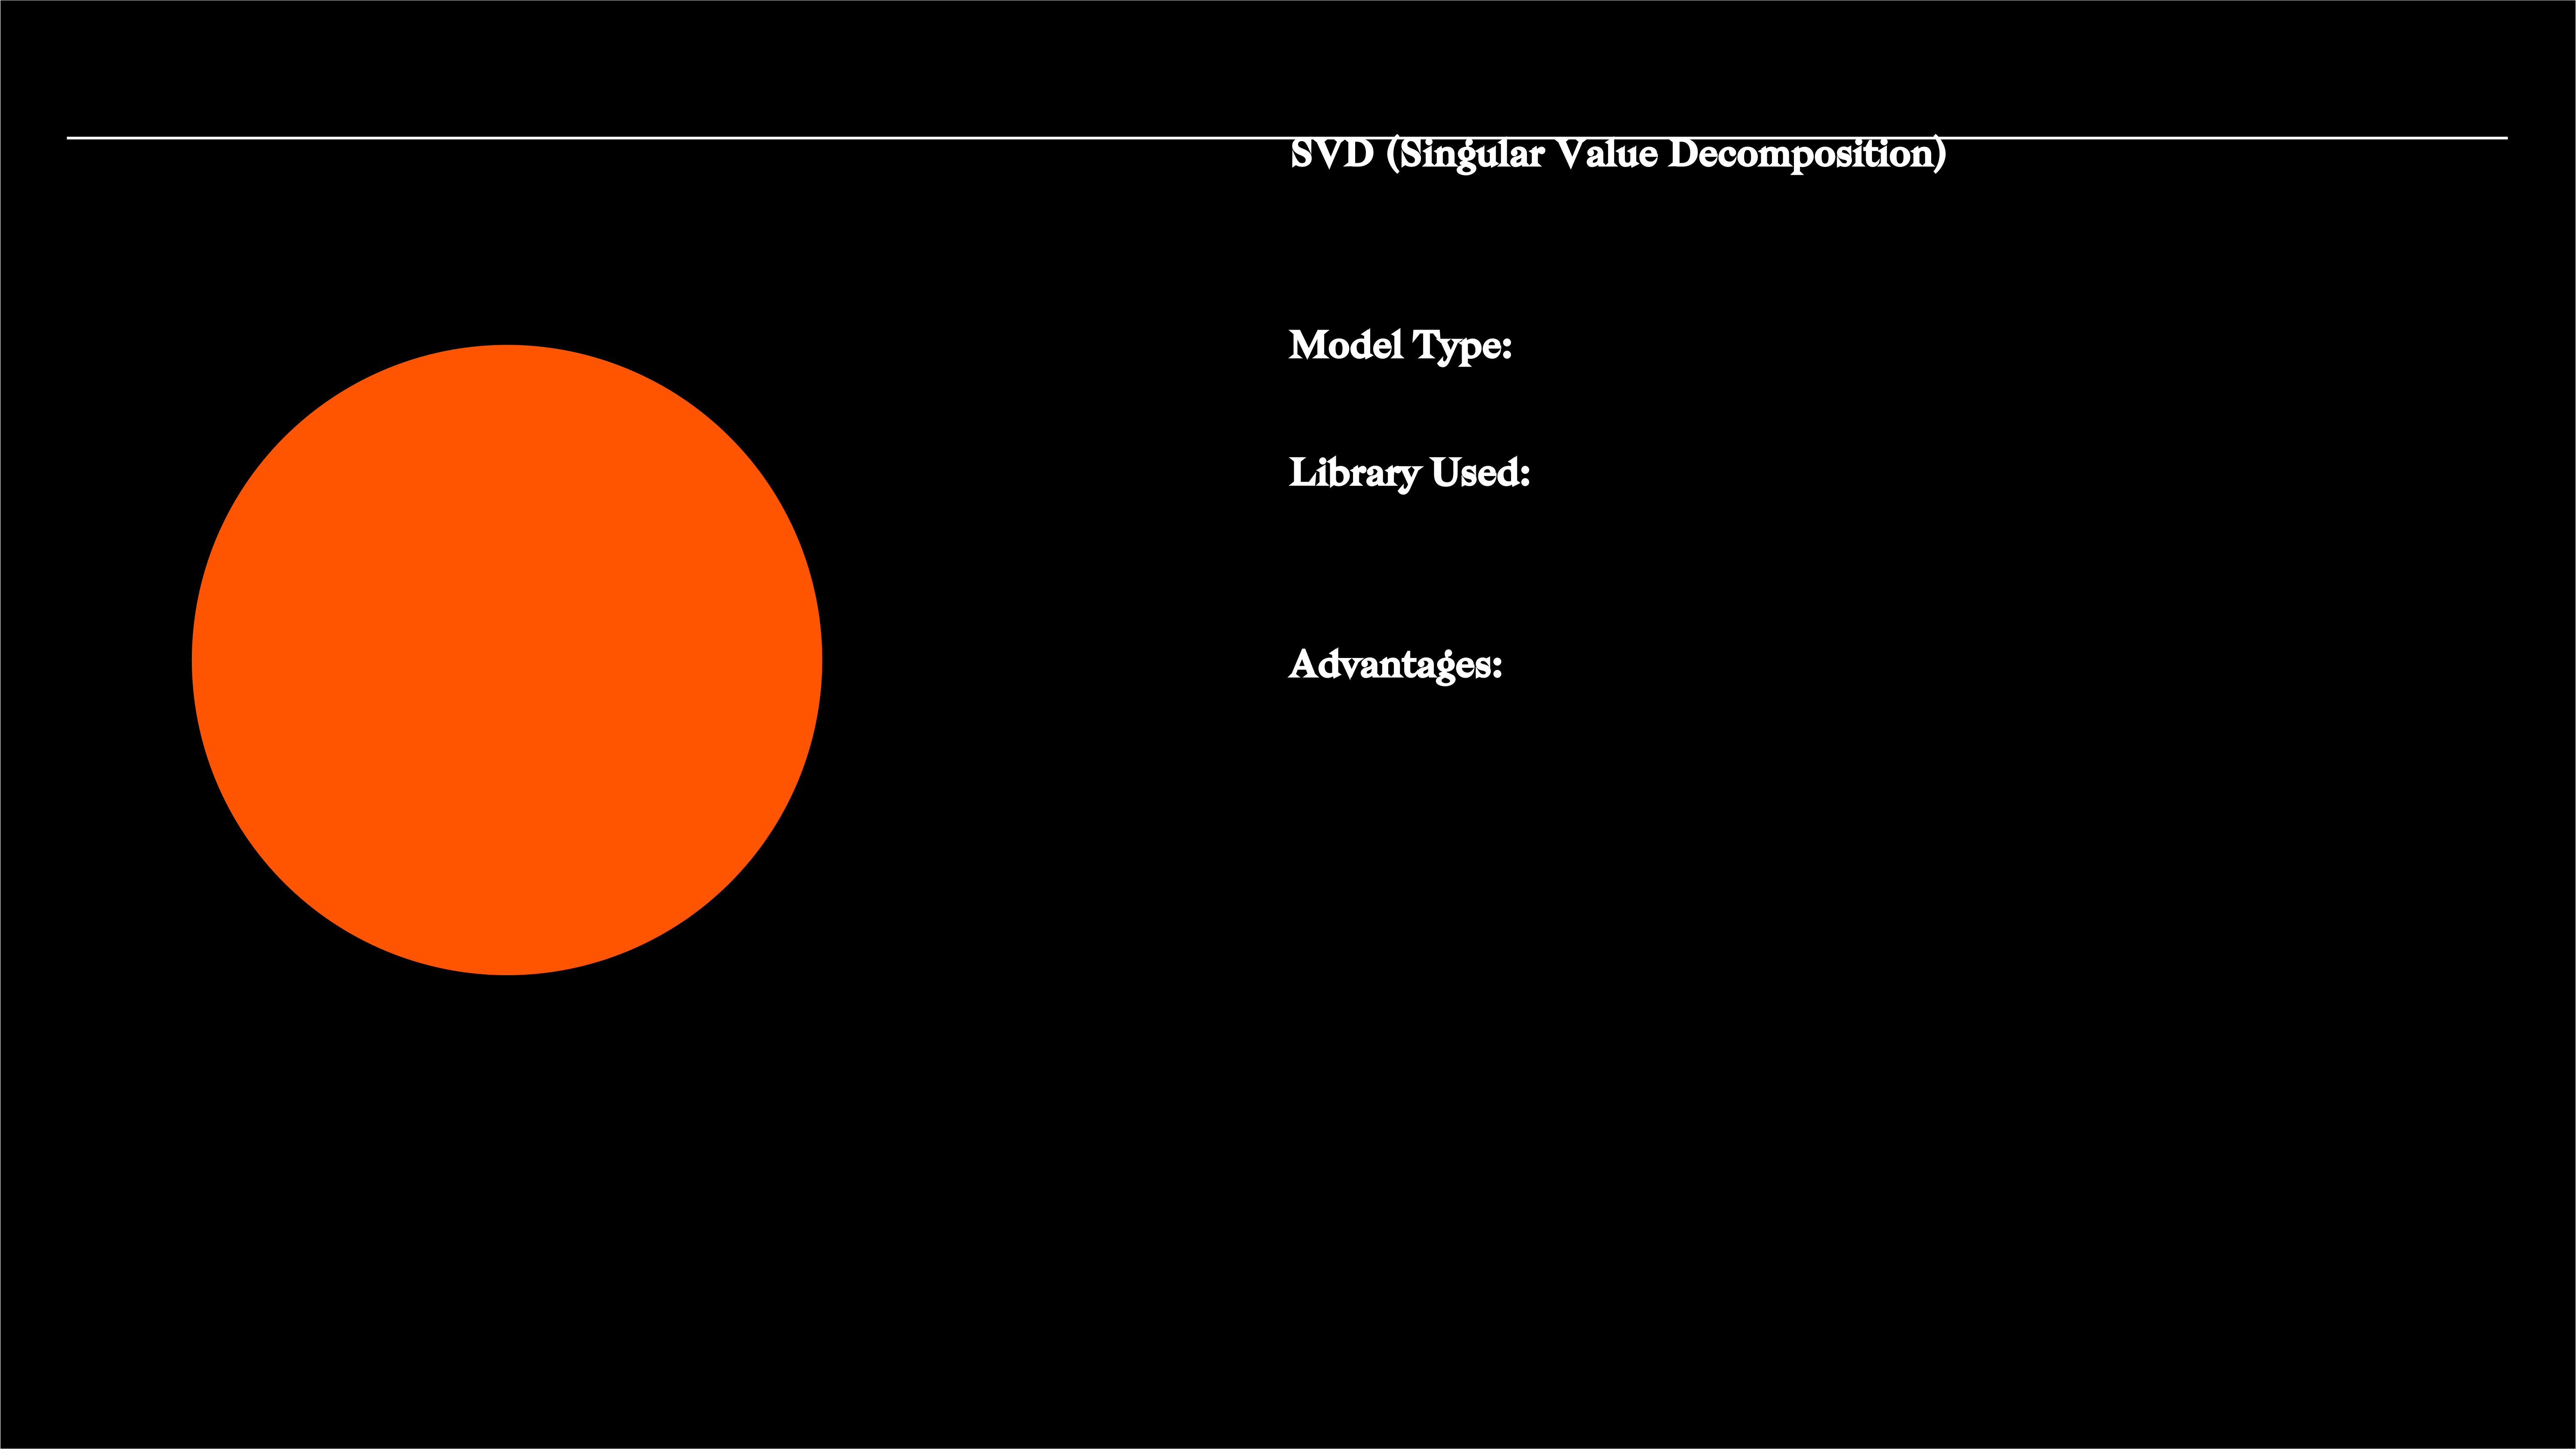 SVD (Singular Value Decomposition)
Model Type:
Library Used:
Advantages: